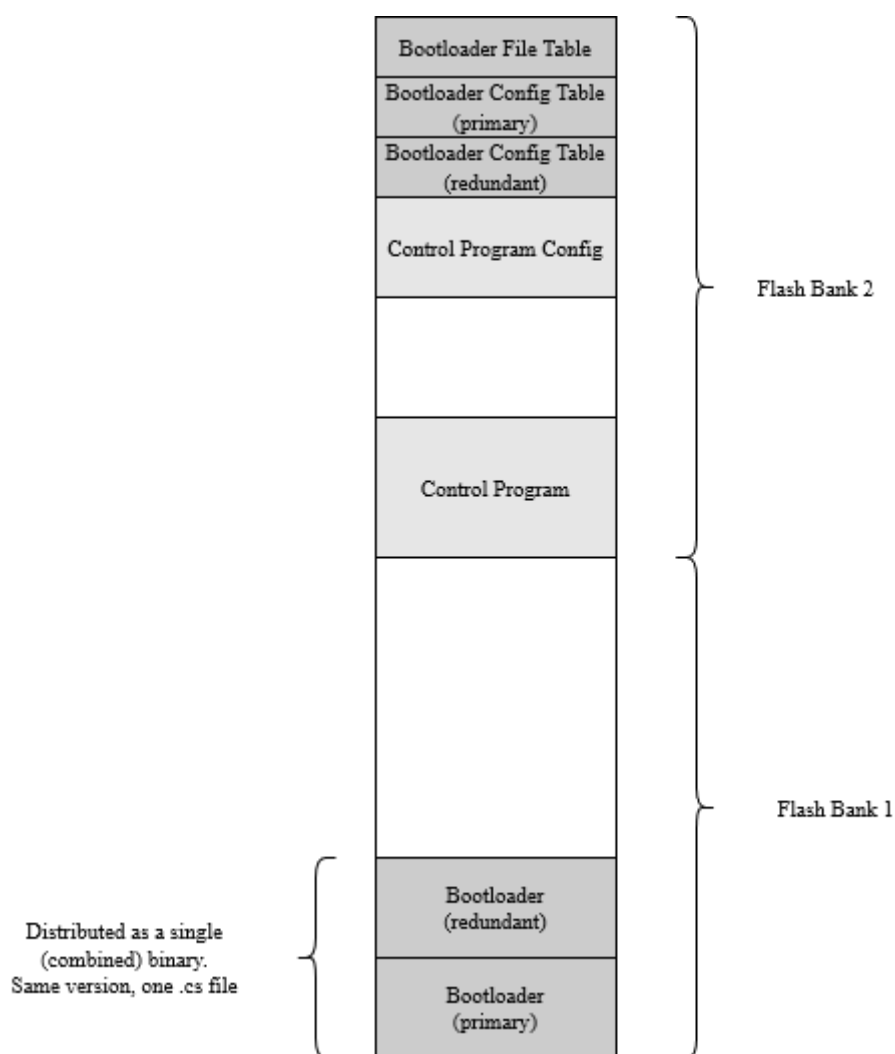 Bootloader File Table
Bootloader Config Table
(primary)
Bootloader Config Table
(redundant)
Control Program Config
Flash Bank 2
Control Program
Flash Bank 1
Bootloader
(redundant)
Distributed as a single
(combined) binary.
Same version, one .cs file
Bootloader
(primary)